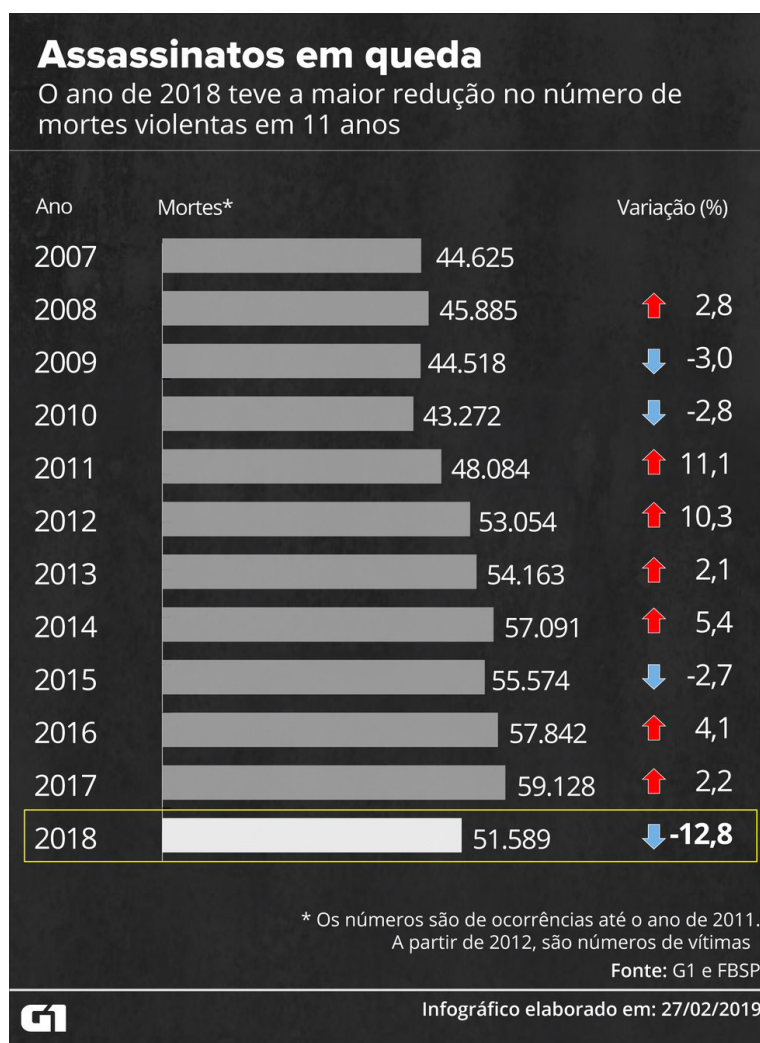 Assassinatos em queda
O ano de 2018 teve a maior redução no número de
mortes violentas em 11 anos
Ano Mortes* Variação (%)
2007 44.625
2008 45.885 2,8
2009 44.518 -3,0
2010 43.272 -2,8
2011 48.084 11,1
2012 53.054 10,3
2013 54.163 2,1
2014 57.091 5,4
2015 55.574 -2,7
2016 57.842 4,1
2017 59.128 2,2
2018 51.589 -12,8
* Os números são de ocorrências até o ano de 2011.
A partir de 2012, são números de vítimas
Fonte: G1 e FBSP
G1 Infográfico elaborado em: 27/02/2019